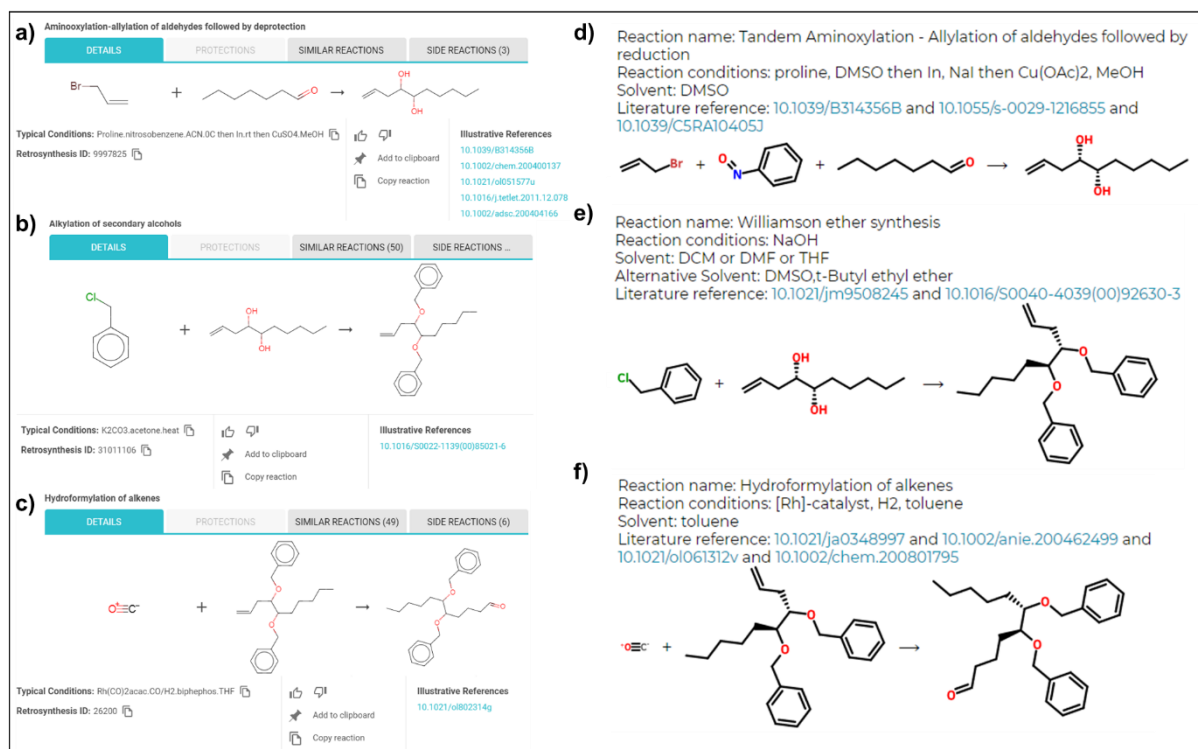 a)
Aminooxylation-allylation of aldehydes followed by deprotection
DETAILS
PROTECTIONS
SIMILAR REACTIONS
SIDE REACTIONS (3)
Br
+
O
OH
OH
Typical Conditions: Proline.nitrosobenzene.ACN.0C then In.rt then CuSO4.MeOH
Retrosynthesis ID: 9997825
Add to clipboard
Copy reaction
Illustrative References
10.1039/B314356B
10.1002/chem.200400137
10.1021/ol051577u
10.1016/j.tetlet.2011.12.078
10.1002/adsc.200404166
b)
Alkylation of secondary alcohols
DETAILS
PROTECTIONS
SIMILAR REACTIONS (50)
SIDE REACTIONS ...
Cl
+
OH
OH
O
O
Typical Conditions: K2CO3.acetone.heat
Retrosynthesis ID: 31011106
Add to clipboard
Copy reaction
Illustrative References
10.1016/S0022-1139(00)85021-6
c)
Hydroformylation of alkenes
DETAILS
PROTECTIONS
SIMILAR REACTIONS (49)
SIDE REACTIONS (6)
O+ C-
+
O
O
O
O
O
Typical Conditions: Rh(CO)2acac.CO/H2.biphephos.THF
Retrosynthesis ID: 26200
Add to clipboard
Copy reaction
Illustrative References
10.1021/ol802314g
d)
Reaction name: Tandem Aminoxylation - Allylation of aldehydes followed by
reduction
Reaction conditions: proline, DMSO then In, NaI then Cu(OAc)2, MeOH
Solvent: DMSO
Literature reference: 10.1039/B314356B and 10.1055/s-0029-1216855 and
10.1039/C5RA10405J
Br
+
O
N
+
O
OH
OH
e)
Reaction name: Williamson ether synthesis
Reaction conditions: NaOH
Solvent: DCM or DMF or THF
Alternative Solvent: DMSO,t-Butyl ethyl ether
Literature reference: 10.1021/jm9508245 and 10.1016/S0040-4039(00)92630-3
Cl
+
OH
OH
O
O
f)
Reaction name: Hydroformylation of alkenes
Reaction conditions: [Rh]-catalyst, H2, toluene
Solvent: toluene
Literature reference: 10.1021/ja0348997 and 10.1002/anie.200462499 and
10.1021/ol061312v and 10.1002/chem.200801795
+O C-
+
O
O
O
O
O